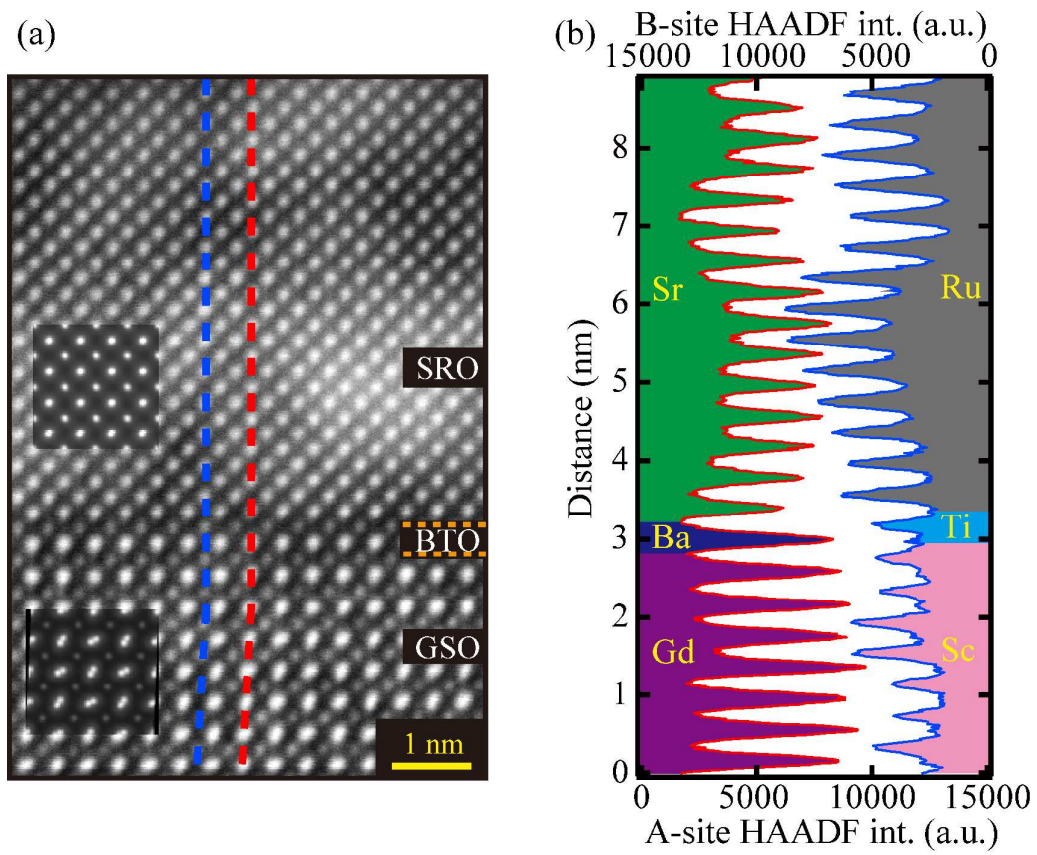 (a)
(b)
B-site HAADF int. (a.u.)
15000 10000 5000 0
SRO
BTO
GSO
1 nm
Distance (nm)
8
7
6
5
4
3
2
1
0
Sr
Ru
Ba
Ti
Gd
Sc
0 5000 10000 15000
A-site HAADF int. (a.u.)